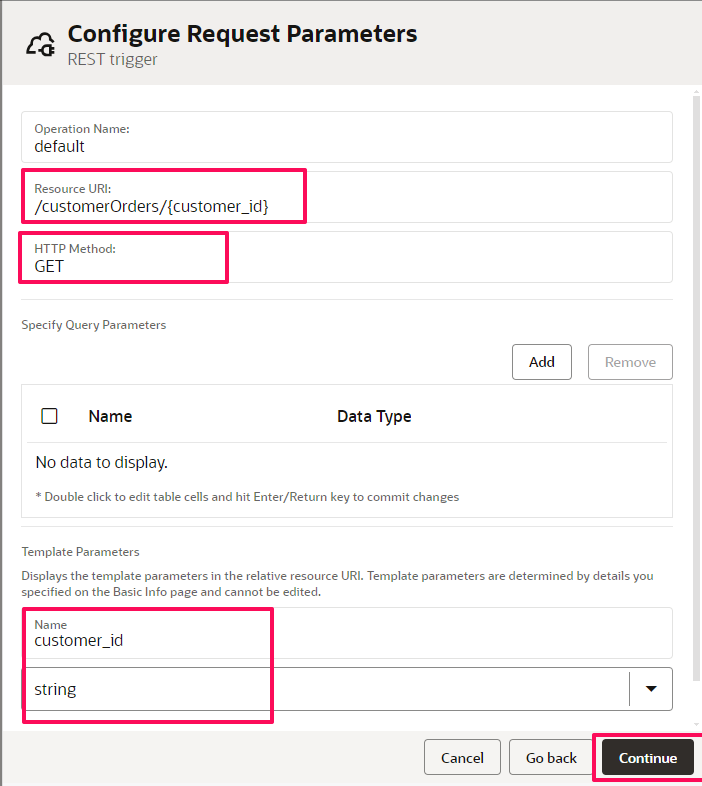 Configure Request Parameters
REST trigger
Operation Name:
default
Resource URI:
/customerOrders/{customer_id}
HTTP Method:
GET
Specify Query Parameters
Add Remove
Name Data Type
No data to display.
* Double click to edit table cells and hit Enter/Return key to commit changes
Template Parameters
Displays the template parameters in the relative resource URI. Template parameters are determined by details you
specified on the Basic Info page and cannot be edited.
Name
customer_id
string
Cancel Go back Continue